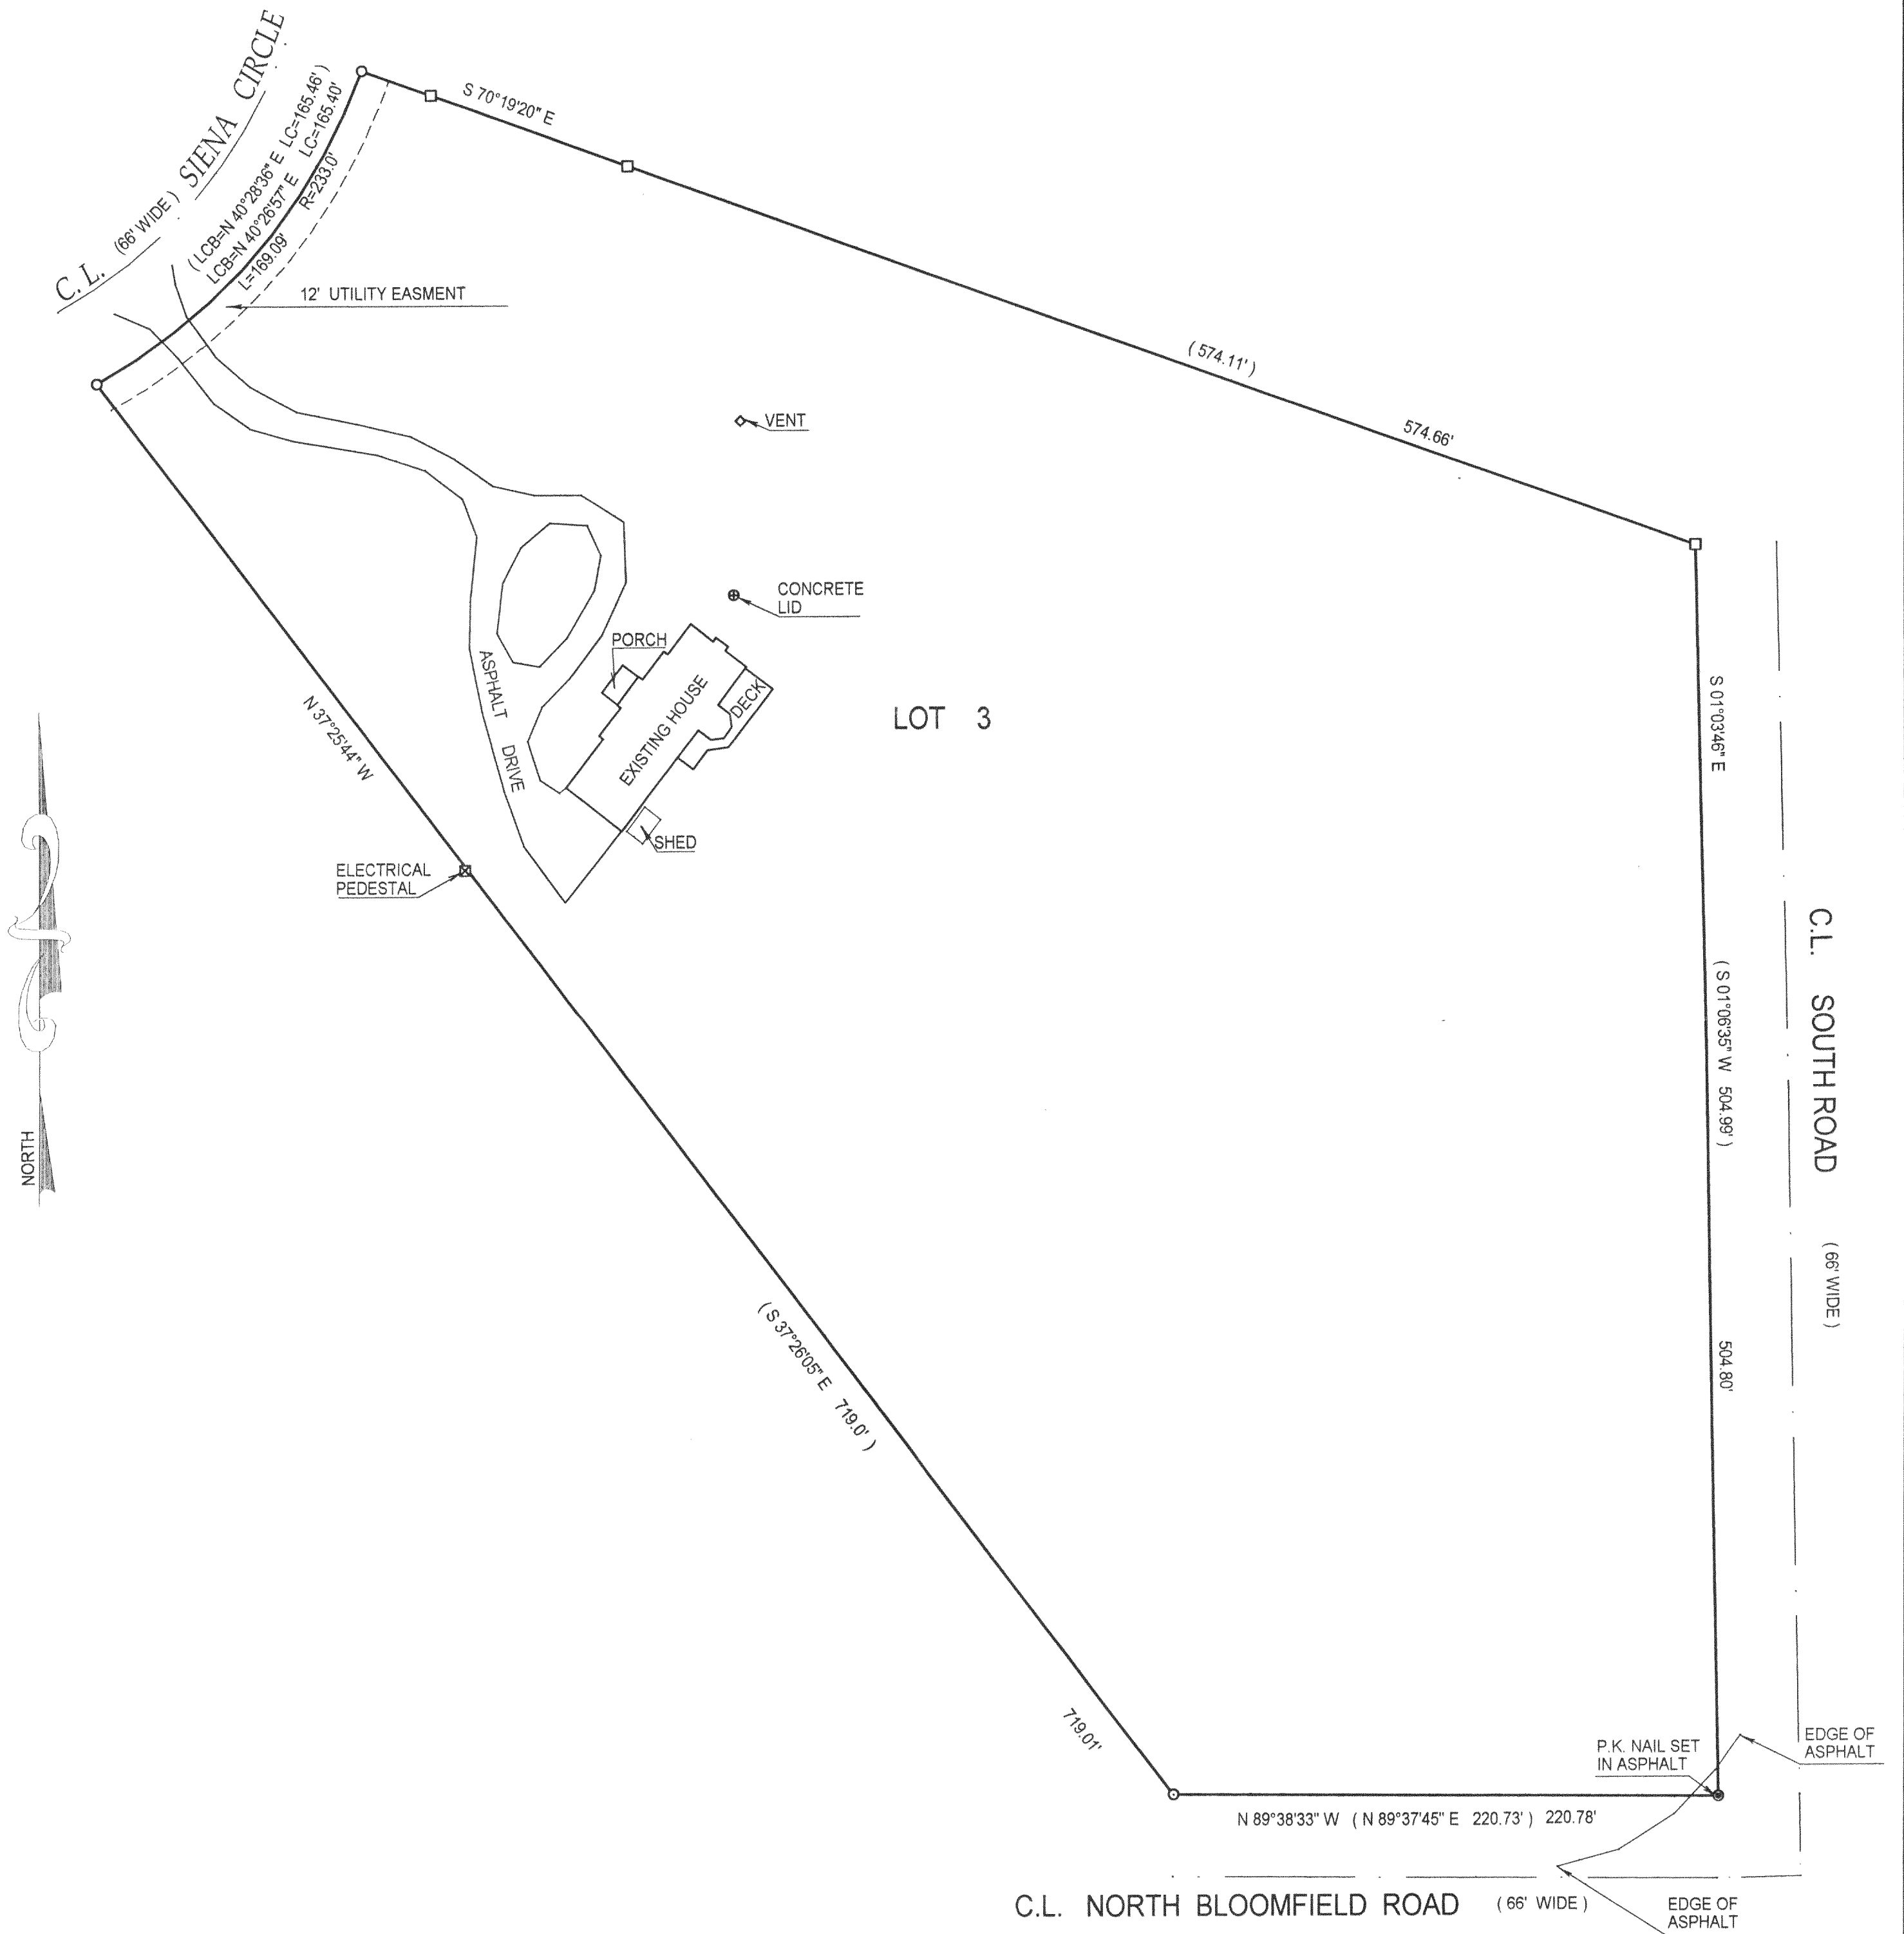 C. L. (66' WIDE) SIENA CIRCLE
(LCB=N 40°28'36" E LC=165.46' )
LCB=N 40°26'57" E LC=165.40'
L=169.09' R=233.0'
S 70°19'20" E
12' UTILITY EASMENT
( 574.11' )
574.66'
VENT
CONCRETE
LID
PORCH
ASPHALT DRIVE
EXISTING HOUSE
DECK
SHED
LOT 3
N 37°25'44" W
ELECTRICAL
PEDESTAL
S 01°03'46" E
( S 01°06'35" W 504.99' )
504.80'
C.L. SOUTH ROAD ( 66' WIDE )
NORTH
( S 37°26'05" E 719.0' )
719.01'
P.K. NAIL SET
IN ASPHALT
EDGE OF
ASPHALT
N 89°38'33" W ( N 89°37'45" E 220.73' ) 220.78'
C.L. NORTH BLOOMFIELD ROAD ( 66' WIDE )
EDGE OF
ASPHALT